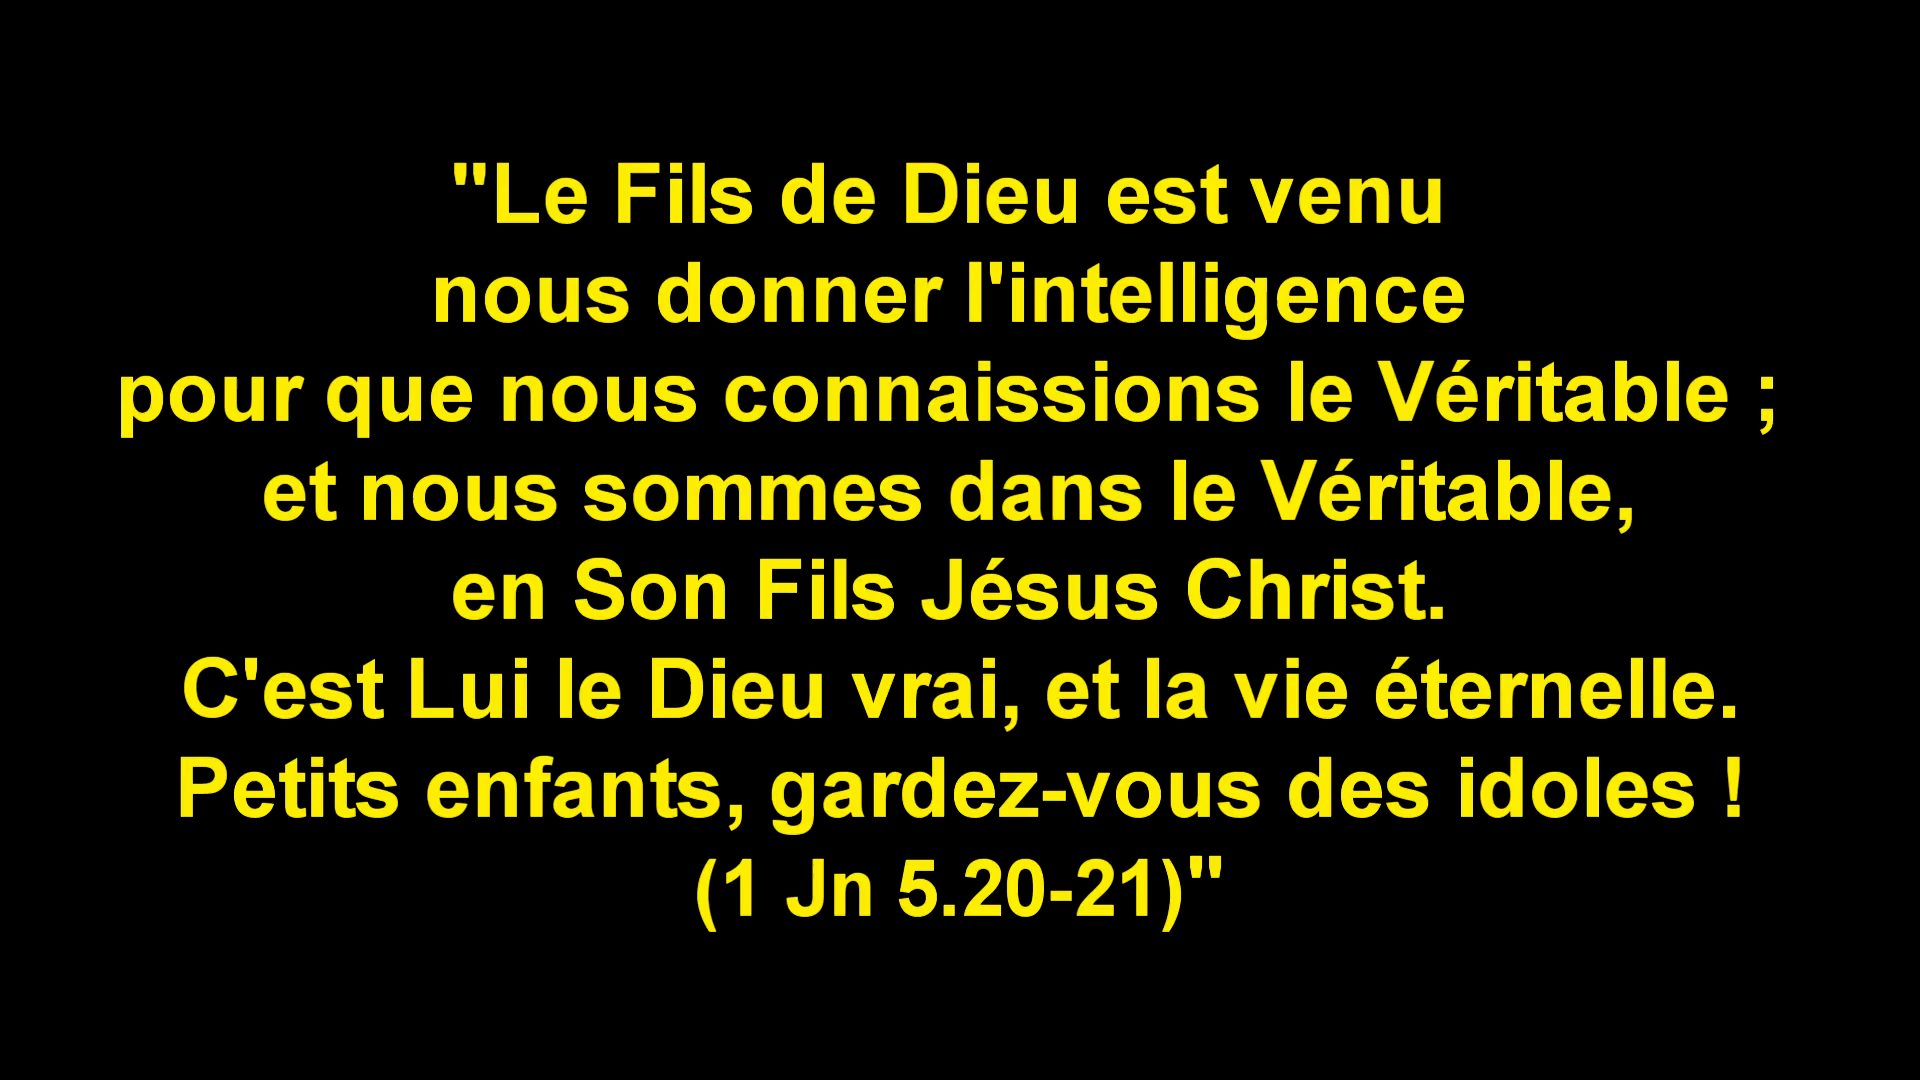 "Le Fils de Dieu est venu
nous donner l'intelligence
pour que nous connaissions le Véritable ;
et nous sommes dans le Véritable,
en Son Fils Jésus Christ.
C'est Lui le Dieu vrai, et la vie éternelle.
Petits enfants, gardez-vous des idoles !
(1 Jn 5.20-21)"